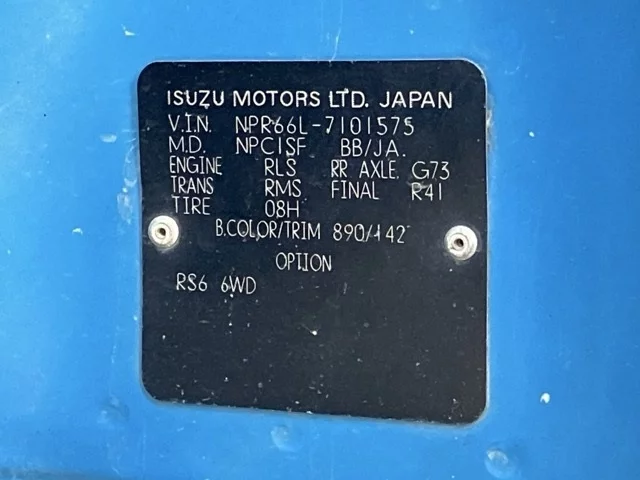 ISUZU MOTORS LTD. JAPAN
V.I.N. NPR66L-7101575
M.D. NPC1SF BB/JA.
ENGINE RLS RR AXLE. G73
TRANS RMS FINAL R41
TIRE 08H
B.COLOR/TRIM 890/142
OPTION
RS6 6WD